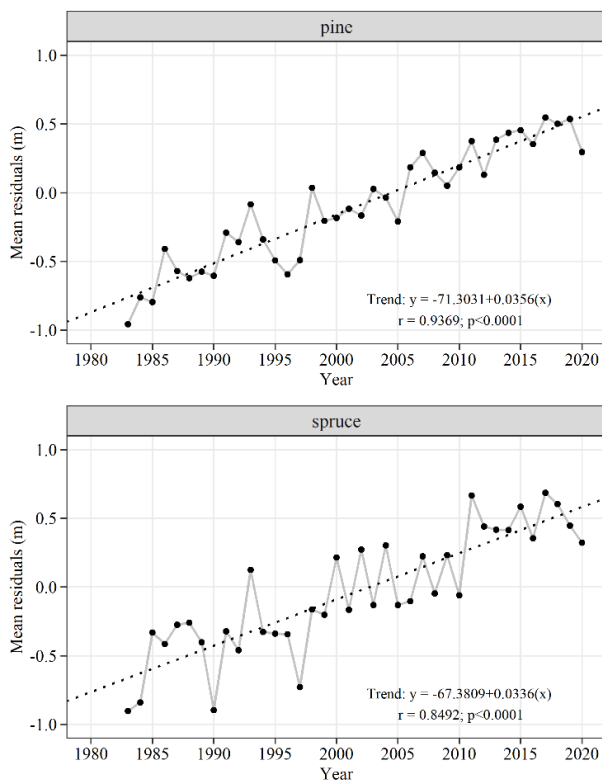 pine
1.0
0.5
0.0
-0.5
-1.0
Mean residuals (m)
Trend: y = -71.3031+0.0356(x)
r = 0.9369; p<0.0001
1980 1985 1990 1995 2000 2005 2010 2015 2020
Year
spruce
1.0
0.5
0.0
-0.5
-1.0
Mean residuals (m)
Trend: y = -67.3809+0.0336(x)
r = 0.8492; p<0.0001
1980 1985 1990 1995 2000 2005 2010 2015 2020
Year